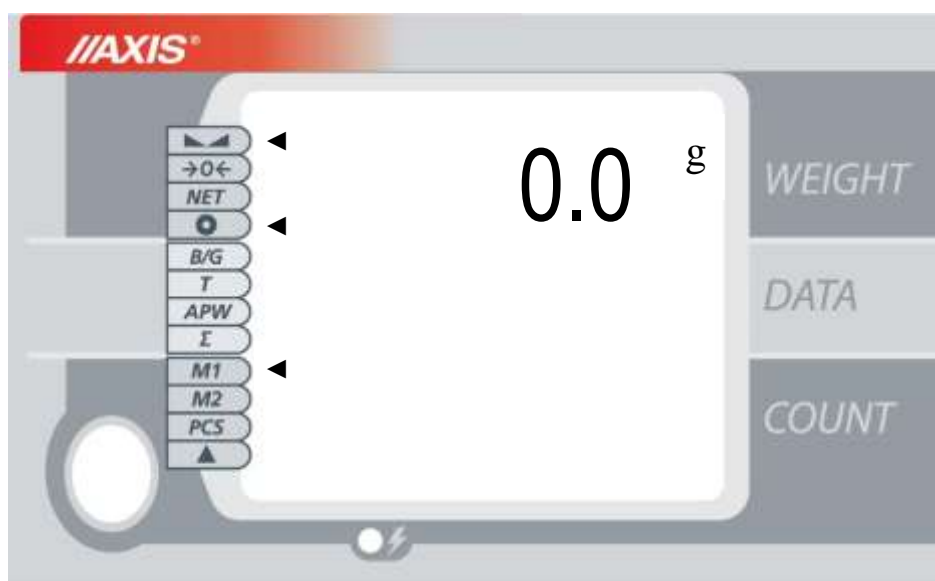 //AXIS®
→0←
NET
B/G
T
APW
Σ
M1
M2
PCS
0.0 g
WEIGHT
DATA
COUNT